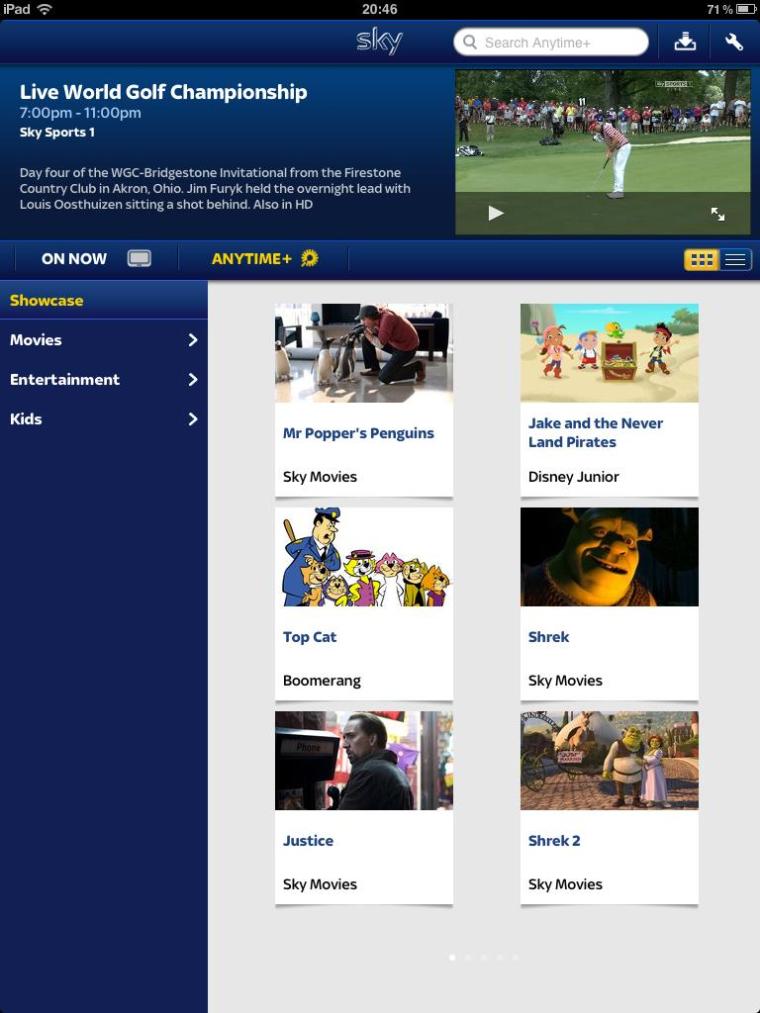 iPad
20:46
71 %
sky
Search Anytime+
Live World Golf Championship
7:00pm - 11:00pm
Sky Sports 1
Day four of the WGC-Bridgestone Invitational from the Firestone
Country Club in Akron, Ohio. Jim Furyk held the overnight lead with
Louis Oosthuizen sitting a shot behind. Also in HD
11
ON NOW
ANYTIME+
Showcase
Movies
Entertainment
Kids
Mr Popper's Penguins
Sky Movies
Jake and the Never
Land Pirates
Disney Junior
Top Cat
Boomerang
Shrek
Sky Movies
Phone
Justice
Sky Movies
Shrek 2
Sky Movies